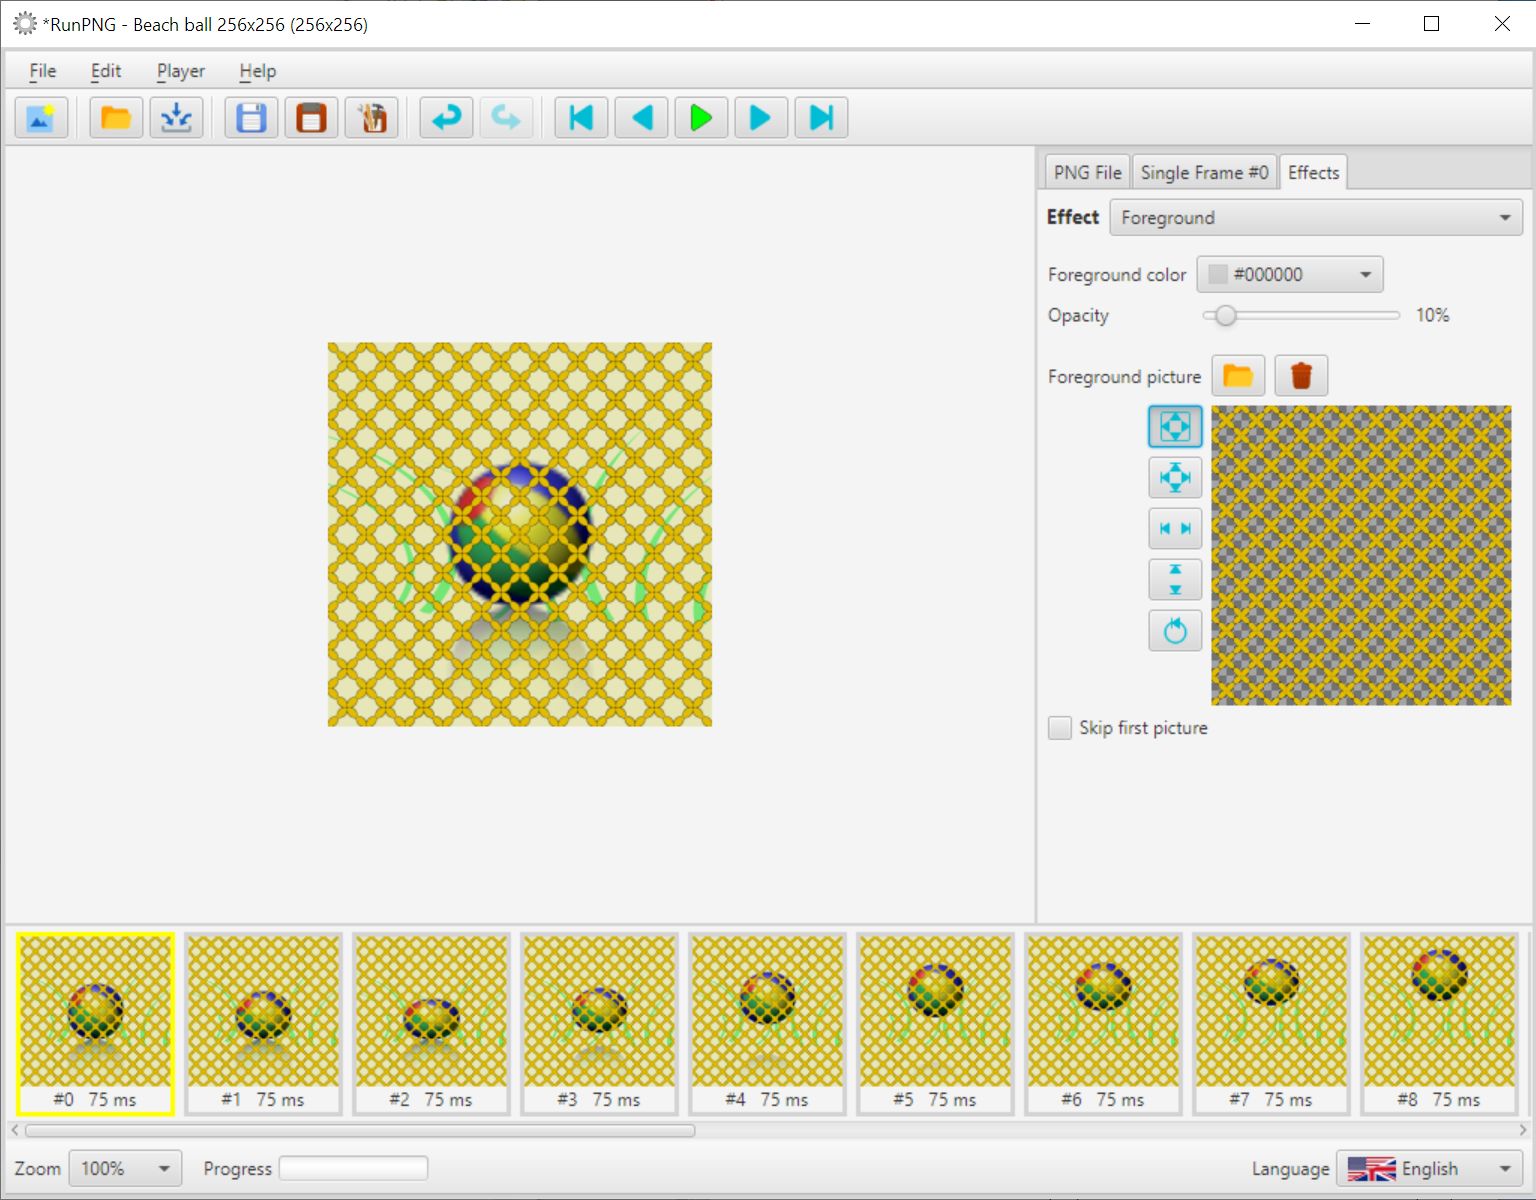 *RunPNG - Beach ball 256x256 (256x256)
File Edit Player Help
PNG File Single Frame #0 Effects
Effect Foreground
Foreground color #000000
Opacity 10%
Foreground picture
Skip first picture
#0 75 ms #1 75 ms #2 75 ms #3 75 ms #4 75 ms #5 75 ms #6 75 ms #7 75 ms #8 75 ms
Zoom 100% Progress Language English